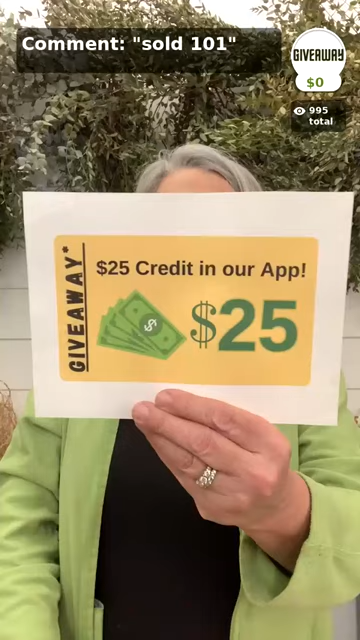 Comment: "sold 101"
GIVEAWAY
$0
995
total
GIVEAWAY*
$25 Credit in our App!
$25
$